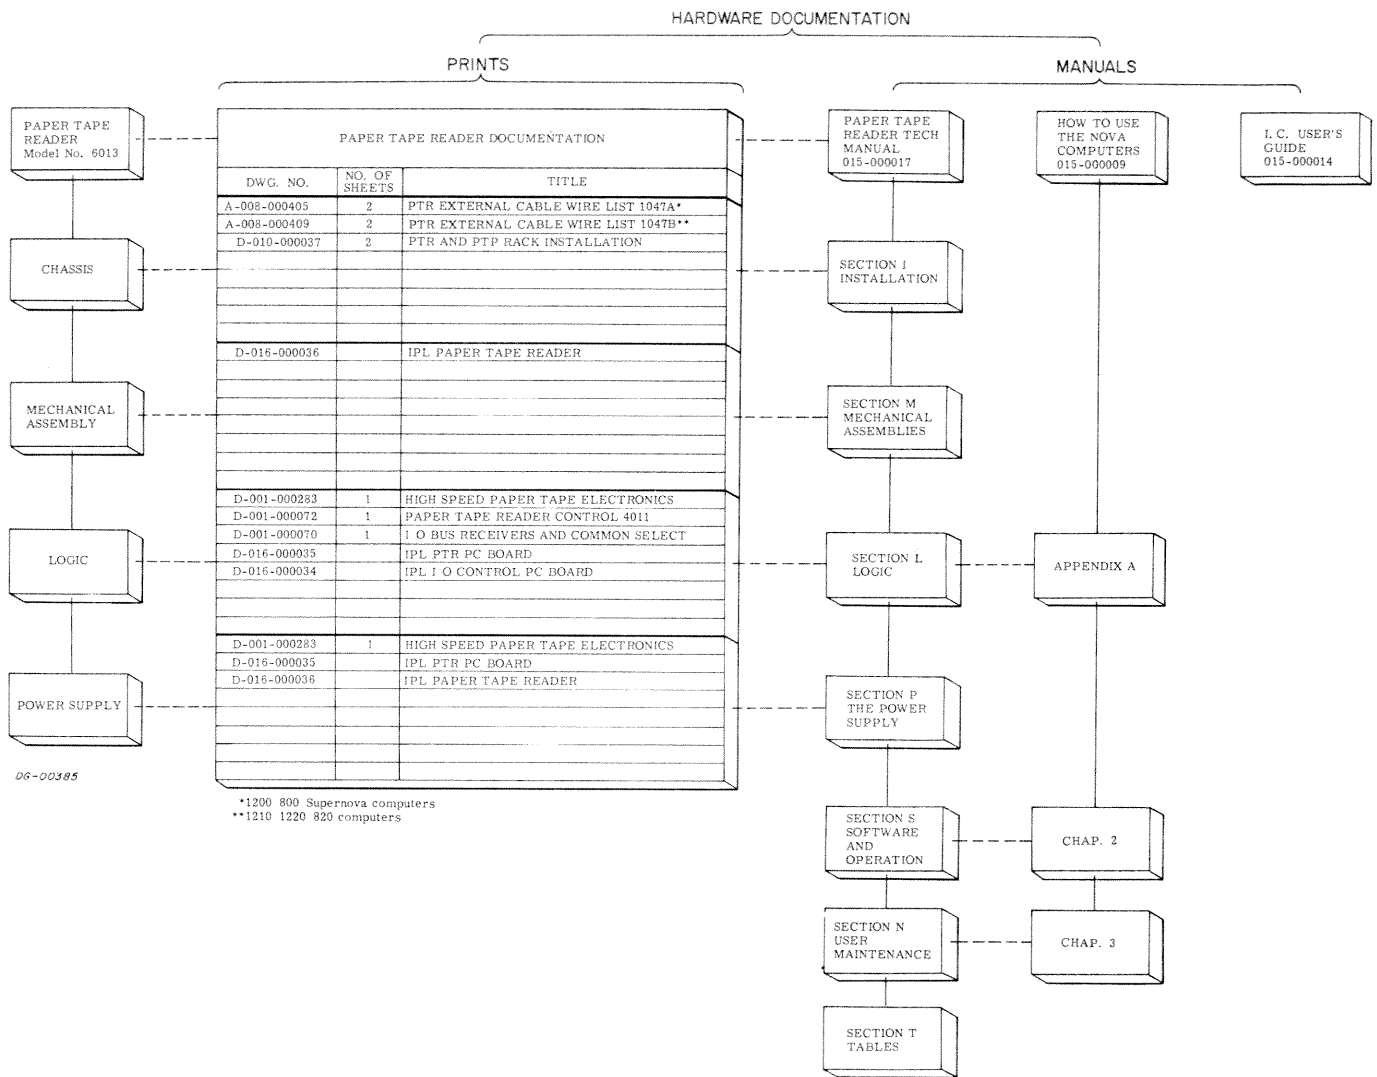 HARDWARE DOCUMENTATION
PRINTS
MANUALS
PAPER TAPE
READER
Model No. 6013
PAPER TAPE READER DOCUMENTATION
PAPER TAPE
READER TECH
MANUAL
015-000017
HOW TO USE
THE NOVA
COMPUTERS
015-000009
I. C. USER'S
GUIDE
015-000014
DWG. NO. NO. OF SHEETS TITLE
A-008-000405 2 PTR EXTERNAL CABLE WIRE LIST 1047A*
A-008-000409 2 PTR EXTERNAL CABLE WIRE LIST 1047B**
D-010-000037 2 PTR AND PTP RACK INSTALLATION
CHASSIS
SECTION I
INSTALLATION
D-016-000036 IPL PAPER TAPE READER
MECHANICAL
ASSEMBLY
SECTION M
MECHANICAL
ASSEMBLIES
D-001-000283 1 HIGH SPEED PAPER TAPE ELECTRONICS
D-001-000072 1 PAPER TAPE READER CONTROL 4011
D-001-000070 1 I O BUS RECEIVERS AND COMMON SELECT
D-016-000035 IPL PTR PC BOARD
D-016-000034 IPL I O CONTROL PC BOARD
LOGIC
SECTION L
LOGIC
APPENDIX A
D-001-000283 1 HIGH SPEED PAPER TAPE ELECTRONICS
D-016-000035 IPL PTR PC BOARD
D-016-000036 IPL PAPER TAPE READER
POWER SUPPLY
SECTION P
THE POWER
SUPPLY
DG-00385
*1200 800 Supernova computers
**1210 1220 820 computers
SECTION S
SOFTWARE
AND
OPERATION
CHAP. 2
SECTION N
USER
MAINTENANCE
CHAP. 3
SECTION T
TABLES